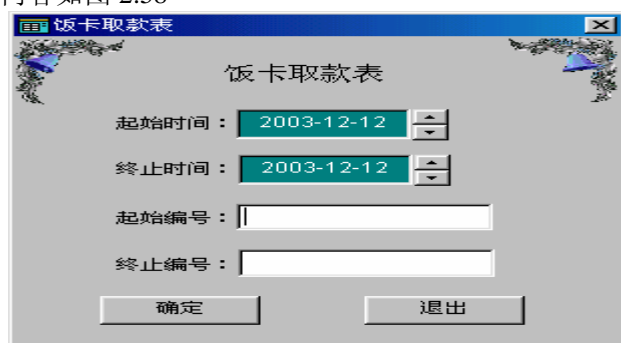 内容如图 2.58
饭卡取款表
饭卡取款表
起始时间： 2003-12-12
终止时间： 2003-12-12
起始编号：
终止编号：
确定 退出